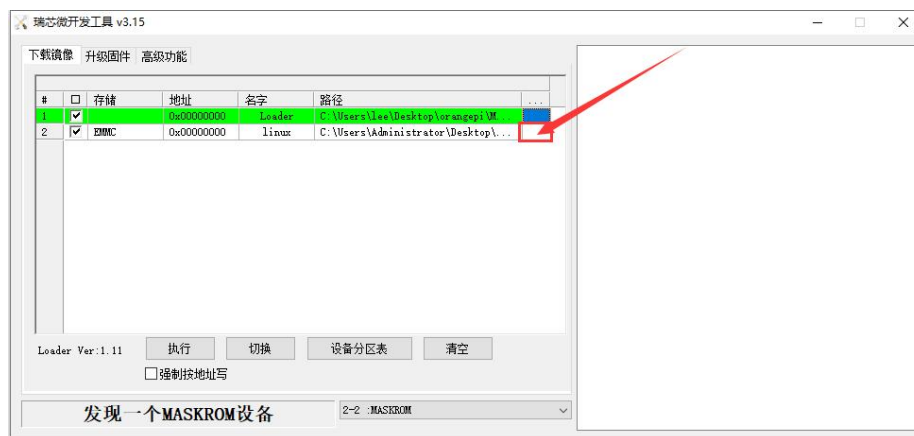 瑞芯微开发工具 v3.15
下载镜像 升级固件 高级功能
# 存储 地址 名字 路径 ...
1 0x00000000 Loader C:\Users\lee\Desktop\orangepi\M...
2 EMMC 0x00000000 linux C:\Users\Administrator\Desktop\...
Loader Ver:1.11 执行 切换 设备分区表 清空
强制按地址写
发现一个MASKROM设备 2-2 :MASKROM